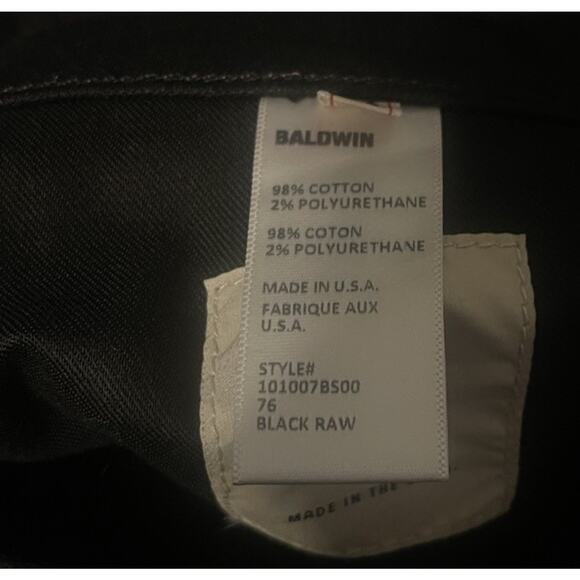 BALDWIN
98% COTTON
2% POLYURETHANE
98% COTON
2% POLYURETHANE
MADE IN U.S.A.
FABRIQUE AUX
U.S.A.
STYLE#
101007BS00
76
BLACK RAW
MADE IN THE